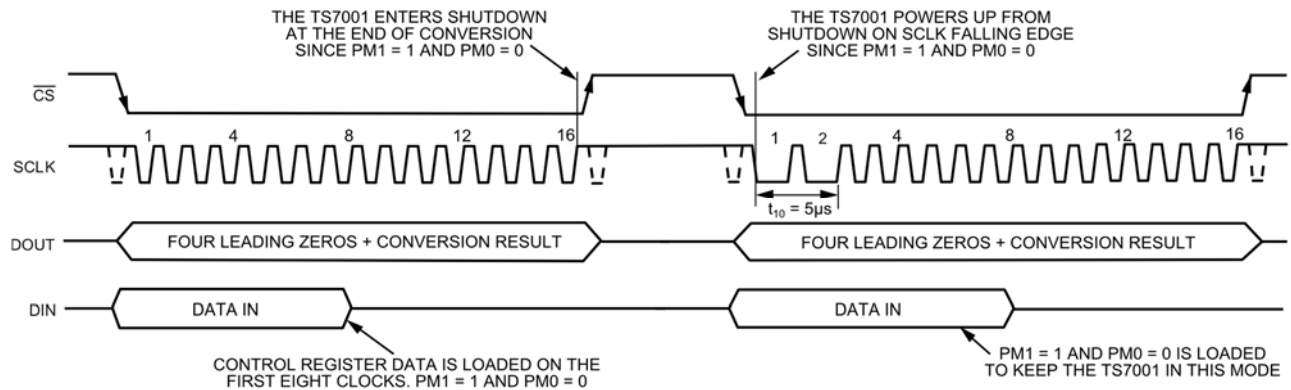 THE TS7001 ENTERS SHUTDOWN
AT THE END OF CONVERSION
SINCE PM1 = 1 AND PM0 = 0
THE TS7001 POWERS UP FROM
SHUTDOWN ON SCLK FALLING EDGE
SINCE PM1 = 1 AND PM0 = 0
CS
1 4 8 12 16 1 2 4 8 12 16
SCLK
t10 = 5µs
DOUT FOUR LEADING ZEROS + CONVERSION RESULT FOUR LEADING ZEROS + CONVERSION RESULT
DIN DATA IN DATA IN
CONTROL REGISTER DATA IS LOADED ON THE
FIRST EIGHT CLOCKS. PM1 = 1 AND PM0 = 0
PM1 = 1 AND PM0 = 0 IS LOADED
TO KEEP THE TS7001 IN THIS MODE